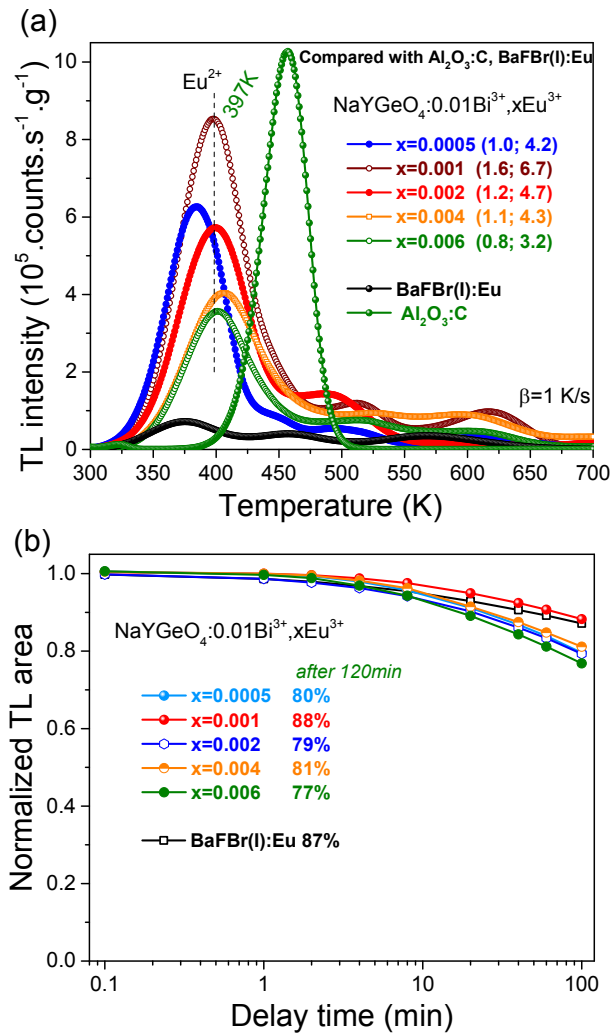 (a)
10
8
6
4
2
0
TL intensity (10⁵.counts.s⁻¹.g⁻¹)
Compared with Al₂O₃:C, BaFBr(I):Eu
Eu²⁺
397K
NaYGeO₄:0.01Bi³⁺,xEu³⁺
x=0.0005 (1.0; 4.2)
x=0.001 (1.6; 6.7)
x=0.002 (1.2; 4.7)
x=0.004 (1.1; 4.3)
x=0.006 (0.8; 3.2)
BaFBr(I):Eu
Al₂O₃:C
β=1 K/s
300 350 400 450 500 550 600 650 700
Temperature (K)
(b)
1.0
0.8
0.6
0.4
0.2
0.0
Normalized TL area
NaYGeO₄:0.01Bi³⁺,xEu³⁺
after 120min
x=0.0005 80%
x=0.001 88%
x=0.002 79%
x=0.004 81%
x=0.006 77%
BaFBr(I):Eu 87%
0.1 1 10 100
Delay time (min)